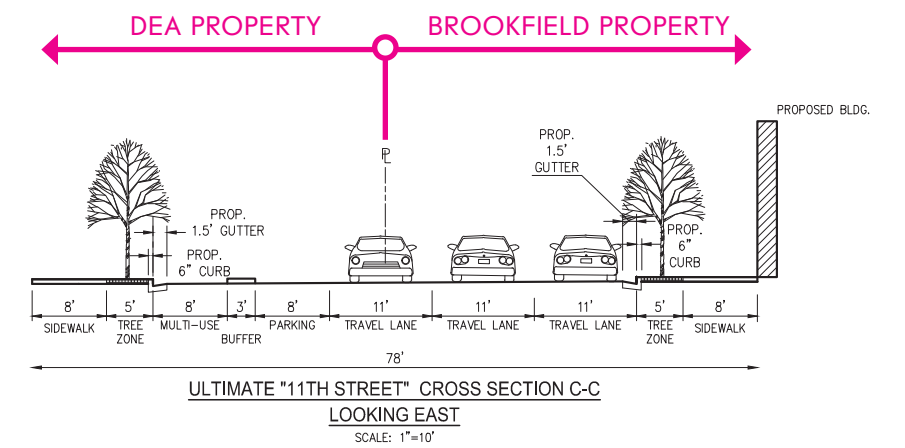 DEA PROPERTY
BROOKFIELD PROPERTY
PROPOSED BLDG.
PROP.
1.5'
GUTTER
PL
PROP.
1.5' GUTTER
PROP.
6" CURB
PROP.
6"
CURB
8' 5' 8' 3' 8' 11' 11' 11' 5' 8'
SIDEWALK TREE ZONE MULTI-USE BUFFER PARKING TRAVEL LANE TRAVEL LANE TRAVEL LANE TREE ZONE SIDEWALK
78'
ULTIMATE "11TH STREET" CROSS SECTION C-C
LOOKING EAST
SCALE: 1"=10'